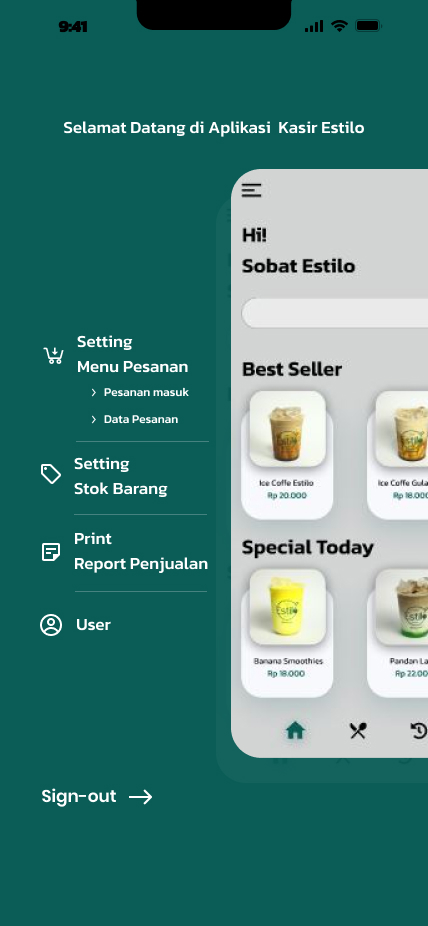 9:41
Selamat Datang di Aplikasi Kasir Estilo
Hi!
Sobat Estilo
Setting
Menu Pesanan
Pesanan masuk
Data Pesanan
Setting
Stok Barang
Print
Report Penjualan
User
Best Seller
Estilo
Ice Coffe Estilo
Rp 20.000
Ice Coffe Gula
Rp 18.000
Special Today
Estilo
Banana Smoothies
Rp 18.000
Pandan La
Rp 22.00
Sign-out